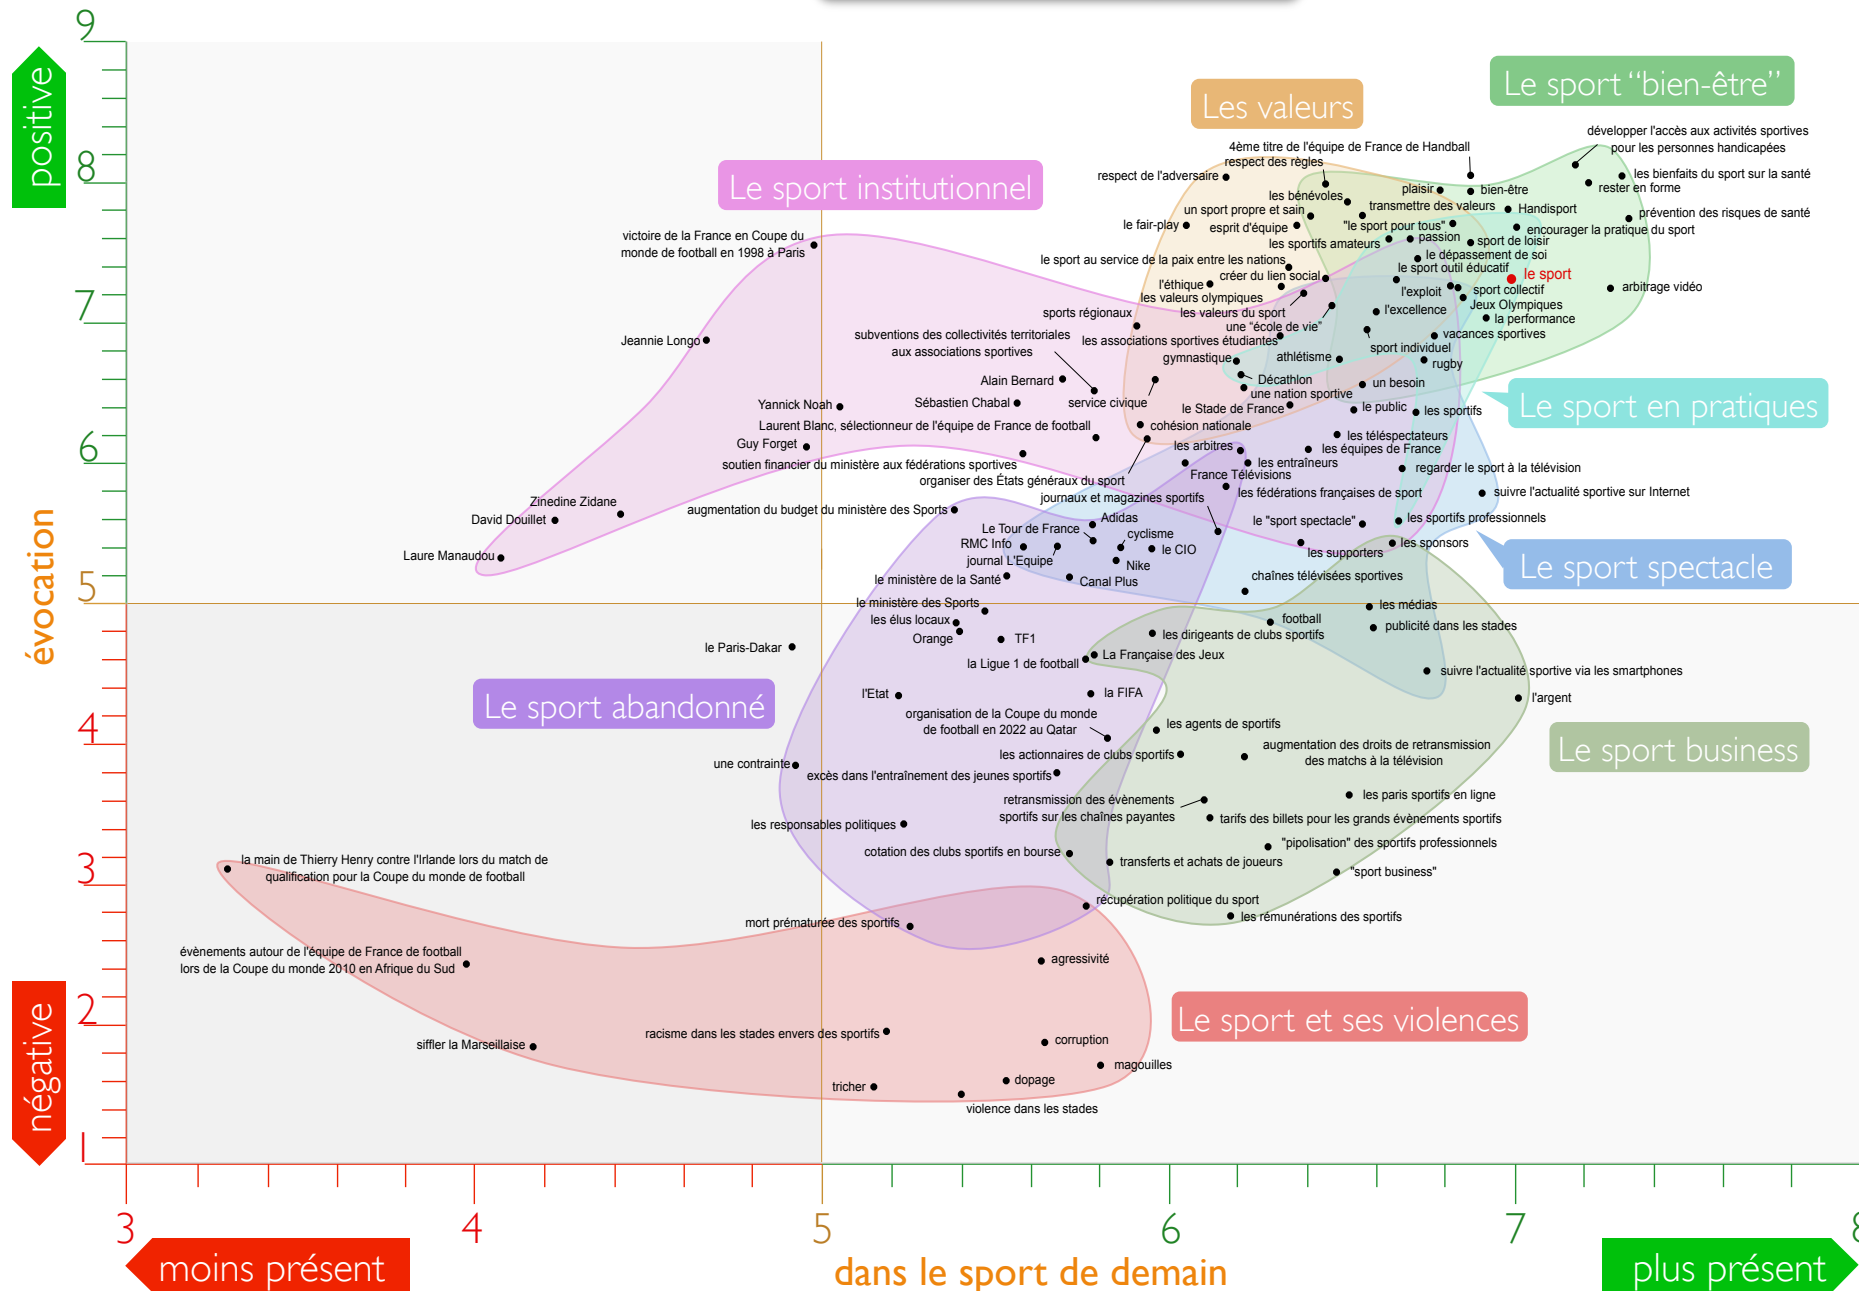 9
positive
Le sport “bien-être”
Les valeurs
développer l'accès aux activités sportives
pour les personnes handicapées
4ème titre de l'équipe de France de Handball
8
respect des règles
respect de l'adversaire
Le sport institutionnel
les bienfaits du sport sur la santé
plaisir
bien-être
rester en forme
les bénévoles
transmettre des valeurs
Handisport
un sport propre et sain
prévention des risques de santé
le fair-play
esprit d'équipe
"le sport pour tous"
encourager la pratique du sport
victoire de la France en Coupe du
monde de football en 1998 à Paris
les sportifs amateurs
passion
sport de loisir
le dépassement de soi
le sport au service de la paix entre les nations
le sport outil éducatif
le sport
créer du lien social
l'éthique
l'exploit
sport collectif
arbitrage vidéo
7
les valeurs olympiques
Jeux Olympiques
sports régionaux
les valeurs du sport
l'excellence
la performance
une “école de vie”
subventions des collectivités territoriales
aux associations sportives
vacances sportives
Jeannie Longo
les associations sportives étudiantes
sport individuel
gymnastique
athlétisme
rugby
Alain Bernard
Décathlon
un besoin
une nation sportive
Le sport en pratiques
Yannick Noah
Sébastien Chabal
service civique
le Stade de France
le public
les sportifs
Laurent Blanc, sélectionneur de l'équipe de France de football
cohésion nationale
6
Guy Forget
les arbitres
les téléspectateurs
les équipes de France
soutien financier du ministère aux fédérations sportives
les entraîneurs
regarder le sport à la télévision
organiser des États généraux du sport
France Télévisions
journaux et magazines sportifs
les fédérations françaises de sport
suivre l'actualité sportive sur Internet
Zinedine Zidane
augmentation du budget du ministère des Sports
David Douillet
Adidas
le "sport spectacle"
les sportifs professionnels
Le Tour de France
cyclisme
RMC Info
journal L'Equipe
le CIO
les supporters
les sponsors
Laure Manaudou
Nike
Le sport spectacle
évocation
5
le ministère de la Santé
Canal Plus
chaînes télévisées sportives
le ministère des Sports
les médias
les élus locaux
football
publicité dans les stades
Orange
TF1
les dirigeants de clubs sportifs
le Paris-Dakar
la Ligue 1 de football
La Française des Jeux
suivre l'actualité sportive via les smartphones
Le sport abandonné
l'Etat
la FIFA
l'argent
4
organisation de la Coupe du monde
de football en 2022 au Qatar
les agents de sportifs
Le sport business
les actionnaires de clubs sportifs
augmentation des droits de retransmission
des matchs à la télévision
une contrainte
excès dans l'entraînement des jeunes sportifs
retransmission des évènements
sportifs sur les chaînes payantes
les paris sportifs en ligne
les responsables politiques
tarifs des billets pour les grands évènements sportifs
cotation des clubs sportifs en bourse
"pipolisation" des sportifs professionnels
3
la main de Thierry Henry contre l'Irlande lors du match de
qualification pour la Coupe du monde de football
transferts et achats de joueurs
"sport business"
récupération politique du sport
mort prématurée des sportifs
les rémunérations des sportifs
évènements autour de l'équipe de France de football
lors de la Coupe du monde 2010 en Afrique du Sud
agressivité
2
Le sport et ses violences
racisme dans les stades envers des sportifs
siffler la Marseillaise
corruption
négative
magouilles
tricher
dopage
violence dans les stades
1
3
4
5
6
7
8
moins présent
dans le sport de demain
plus présent